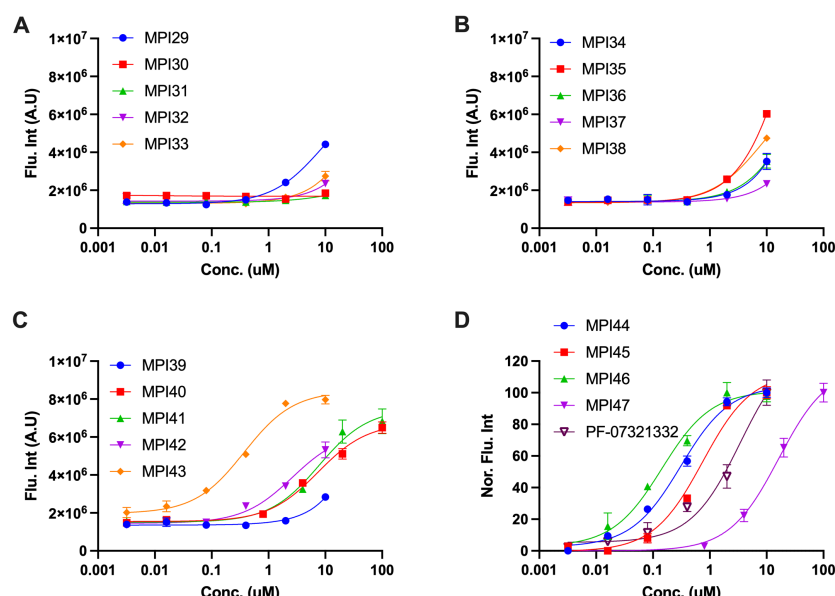 A
MPI29
MPI30
MPI31
MPI32
MPI33
Flu. Int (A.U)
1×10⁷
8×10⁶
6×10⁶
4×10⁶
2×10⁶
0
0.001 0.01 0.1 1 10 100
Conc. (uM)
B
MPI34
MPI35
MPI36
MPI37
MPI38
Flu. Int (A.U)
1×10⁷
8×10⁶
6×10⁶
4×10⁶
2×10⁶
0
0.001 0.01 0.1 1 10 100
Conc. (uM)
C
MPI39
MPI40
MPI41
MPI42
MPI43
Flu. Int (A.U)
1×10⁷
8×10⁶
6×10⁶
4×10⁶
2×10⁶
0
0.001 0.01 0.1 1 10 100
Conc. (uM)
D
MPI44
MPI45
MPI46
MPI47
PF-07321332
Nor. Flu. Int
120
100
80
60
40
20
0
0.001 0.01 0.1 1 10 100
Conc. (uM)